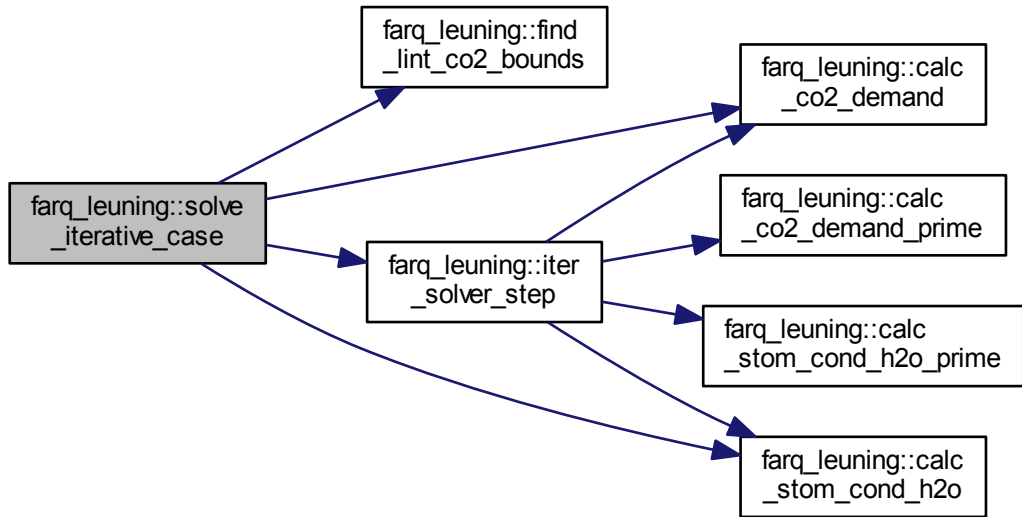 farq_leuning::solve
_iterative_case
farq_leuning::find
_lint_co2_bounds
farq_leuning::iter
_solver_step
farq_leuning::calc
_co2_demand
farq_leuning::calc
_co2_demand_prime
farq_leuning::calc
_stom_cond_h2o_prime
farq_leuning::calc
_stom_cond_h2o